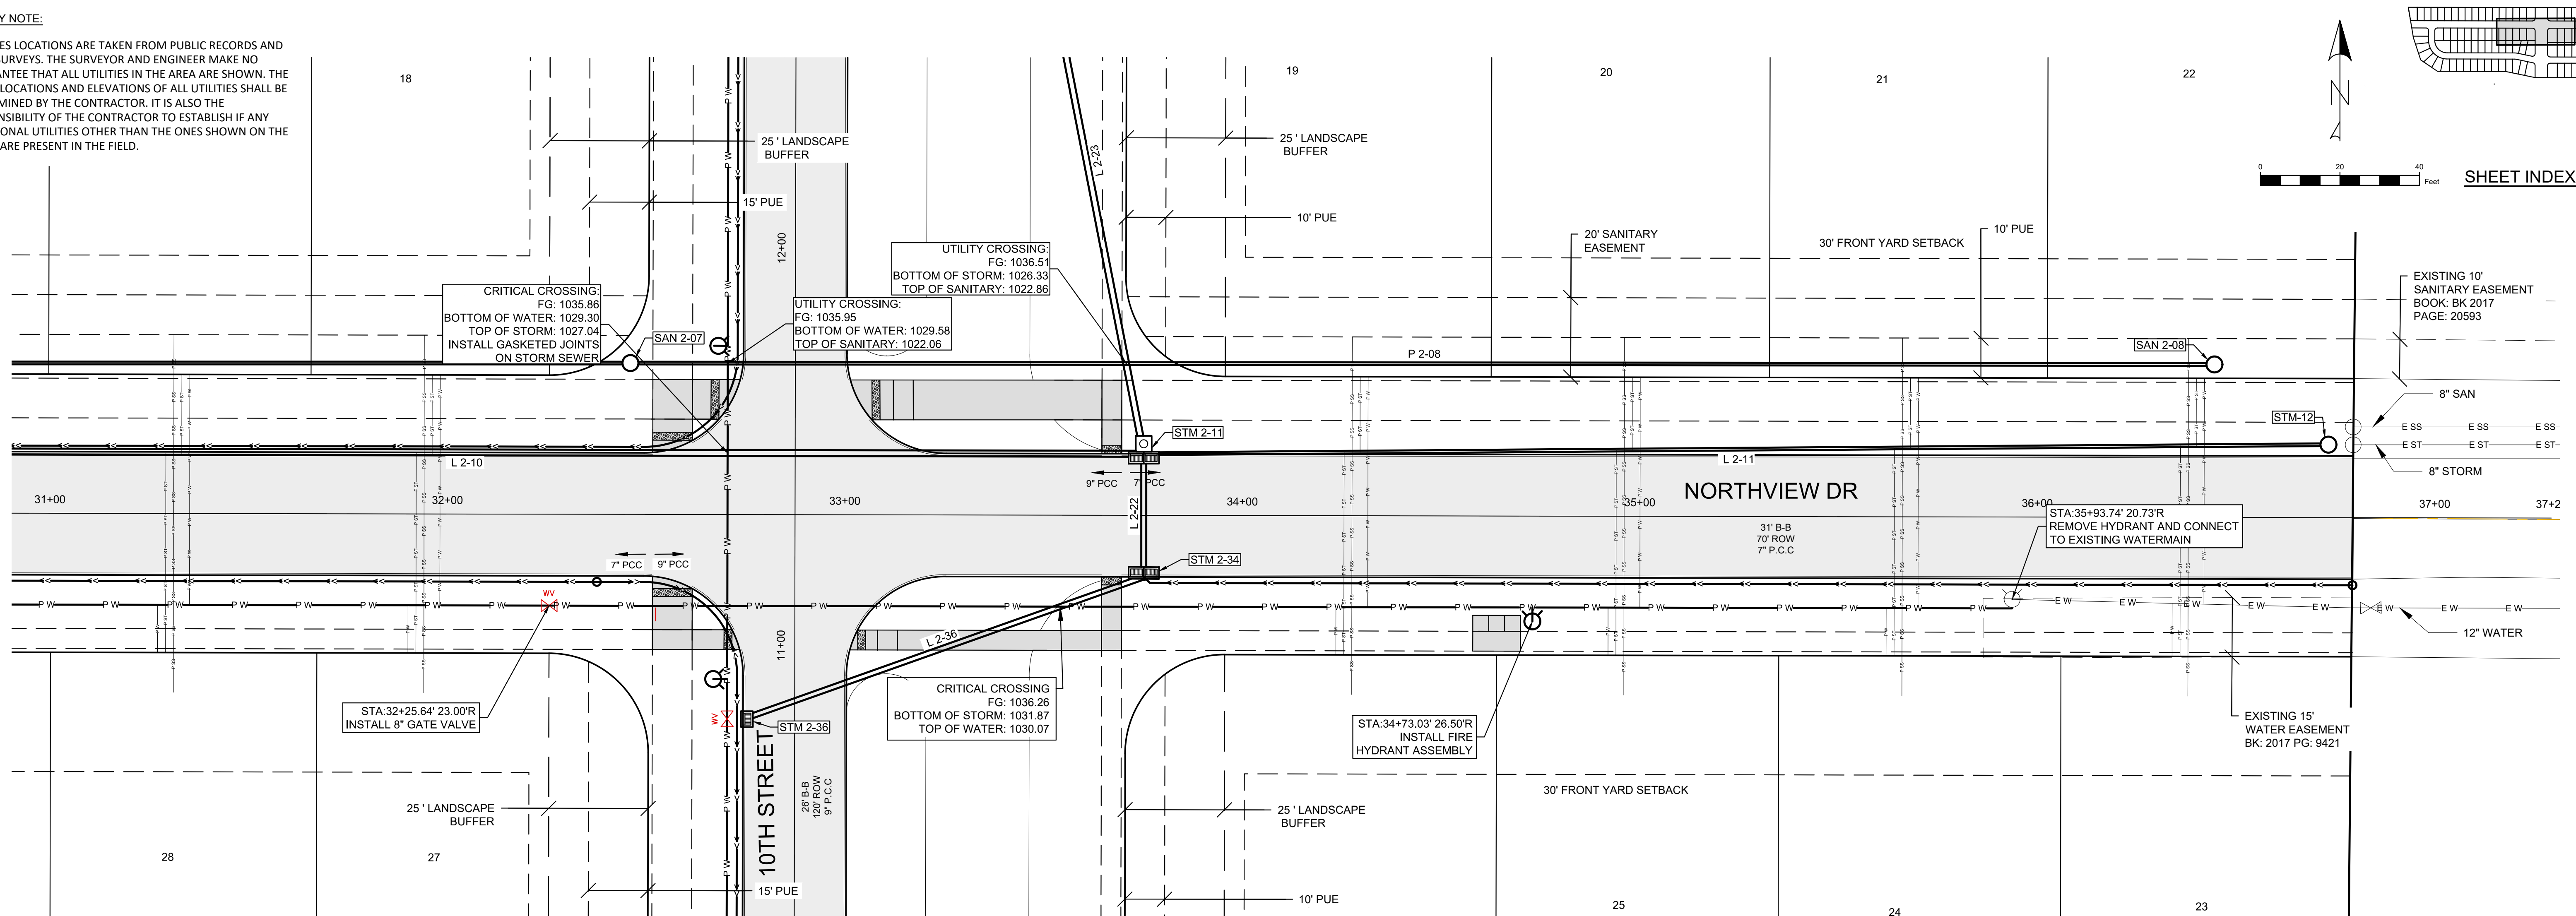 Y NOTE:
ES LOCATIONS ARE TAKEN FROM PUBLIC RECORDS AND
URVEYS. THE SURVEYOR AND ENGINEER MAKE NO
ANTEE THAT ALL UTILITIES IN THE AREA ARE SHOWN. THE
LOCATIONS AND ELEVATIONS OF ALL UTILITIES SHALL BE
MINED BY THE CONTRACTOR. IT IS ALSO THE
NSIBILITY OF THE CONTRACTOR TO ESTABLISH IF ANY
IONAL UTILITIES OTHER THAN THE ONES SHOWN ON THE
ARE PRESENT IN THE FIELD.
18
19
20
21
22
N
0 20 40
Feet
SHEET INDEX
25 ' LANDSCAPE
BUFFER
15' PUE
12+00
L 2-23
25 ' LANDSCAPE
BUFFER
10' PUE
20' SANITARY
EASEMENT
30' FRONT YARD SETBACK
10' PUE
EXISTING 10'
SANITARY EASEMENT
BOOK: BK 2017
PAGE: 20593
UTILITY CROSSING:
FG: 1036.51
BOTTOM OF STORM: 1026.33
TOP OF SANITARY: 1022.86
CRITICAL CROSSING:
FG: 1035.86
BOTTOM OF WATER: 1029.30
TOP OF STORM: 1027.04
INSTALL GASKETED JOINTS
ON STORM SEWER
UTILITY CROSSING:
FG: 1035.95
BOTTOM OF WATER: 1029.58
TOP OF SANITARY: 1022.06
SAN 2-07
P 2-08
SAN 2-08
8" SAN
STM-12
STM 2-11
E SS E SS E SS
E ST E ST E ST
8" STORM
L 2-10
L 2-11
9" PCC
7" PCC
31+00
32+00
33+00
34+00
35+00
36+00
37+00
37+2
NORTHVIEW DR
L 2-22
31' B-B
70' ROW
7" P.C.C
STA:35+93.74' 20.73'R
REMOVE HYDRANT AND CONNECT
TO EXISTING WATERMAIN
7" PCC
9" PCC
STM 2-34
WV
P W
E W
12" WATER
11+00
L 2-36
STA:32+25.64' 23.00'R
INSTALL 8" GATE VALVE
WV
STM 2-36
CRITICAL CROSSING
FG: 1036.26
BOTTOM OF STORM: 1031.87
TOP OF WATER: 1030.07
STA:34+73.03' 26.50'R
INSTALL FIRE
HYDRANT ASSEMBLY
EXISTING 15'
WATER EASEMENT
BK: 2017 PG: 9421
10TH STREET
26' B-B
120' ROW
9" P.C.C
25 ' LANDSCAPE
BUFFER
25 ' LANDSCAPE
BUFFER
30' FRONT YARD SETBACK
28
27
15' PUE
10' PUE
25
24
23